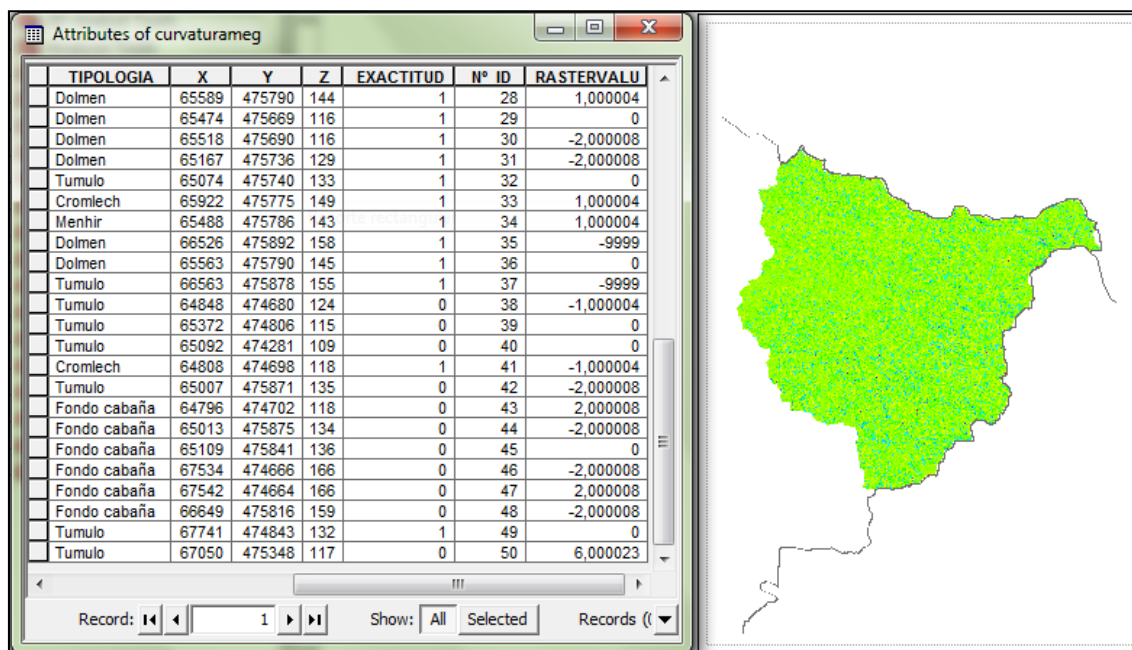 Attributes of curvaturameg
TIPOLOGIA X Y Z EXACTITUD Nº ID RASTERVALU
Dolmen 65589 475790 144 1 28 1,000004
Dolmen 65474 475669 116 1 29 0
Dolmen 65518 475690 116 1 30 -2,000008
Dolmen 65167 475736 129 1 31 -2,000008
Tumulo 65074 475740 133 1 32 0
Cromlech 65922 475775 149 1 33 1,000004
Menhir 65488 475786 143 1 34 1,000004
Dolmen 66526 475892 158 1 35 -9999
Dolmen 65563 475790 145 1 36 0
Tumulo 66563 475878 155 1 37 -9999
Tumulo 64848 474680 124 0 38 -1,000004
Tumulo 65372 474806 115 0 39 0
Tumulo 65092 474281 109 0 40 0
Cromlech 64808 474698 118 1 41 -1,000004
Tumulo 65007 475871 135 0 42 -2,000008
Fondo cabaña 64796 474702 118 0 43 2,000008
Fondo cabaña 65013 475875 134 0 44 -2,000008
Fondo cabaña 65109 475841 136 0 45 0
Fondo cabaña 67534 474666 166 0 46 -2,000008
Fondo cabaña 67542 474664 166 0 47 2,000008
Fondo cabaña 66649 475816 159 0 48 -2,000008
Tumulo 67741 474843 132 1 49 0
Tumulo 67050 475348 117 0 50 6,000023
Record: 1 Show: All Selected Records (